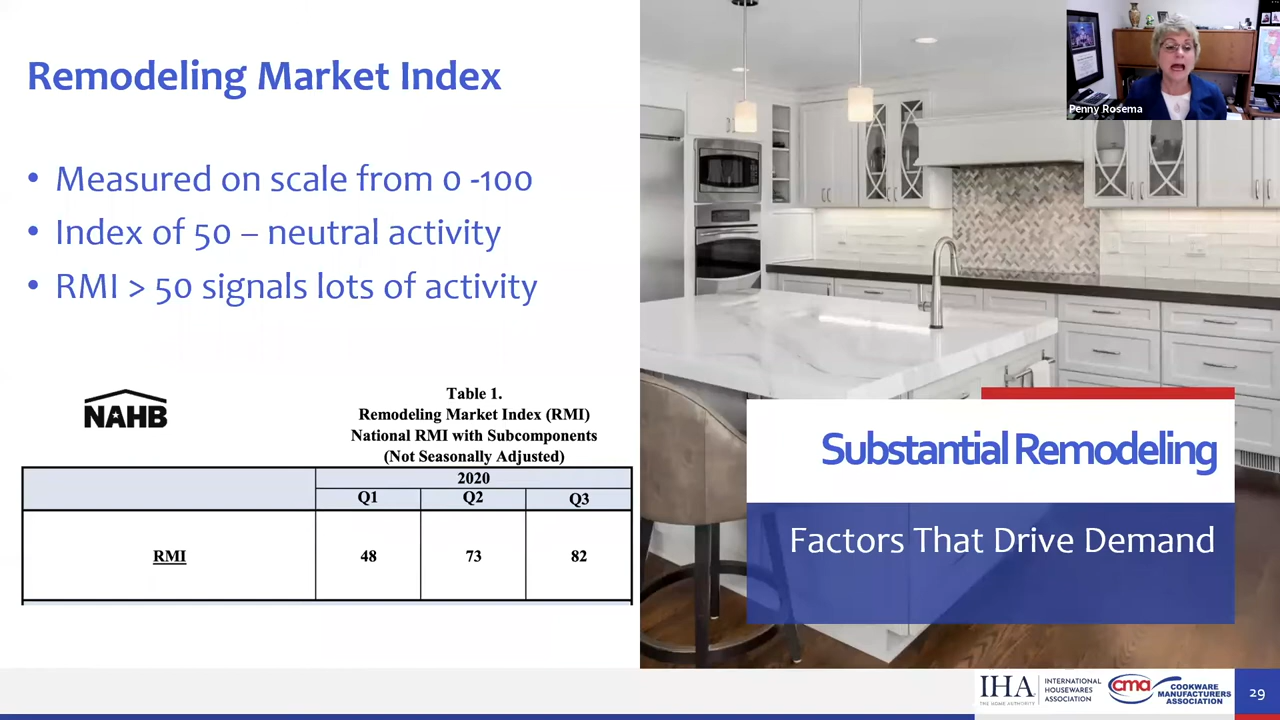 Remodeling Market Index
• Measured on scale from 0 -100
• Index of 50 – neutral activity
• RMI > 50 signals lots of activity
NAHB
Table 1.
Remodeling Market Index (RMI)
National RMI with Subcomponents
(Not Seasonally Adjusted)
2020
Q1 Q2 Q3
RMI 48 73 82
Penny Rosema
Substantial Remodeling
Factors That Drive Demand
IHA
THE HOME AUTHORITY
INTERNATIONAL
HOUSEWARES
ASSOCIATION
cma
COOKWARE
MANUFACTURERS
ASSOCIATION
29